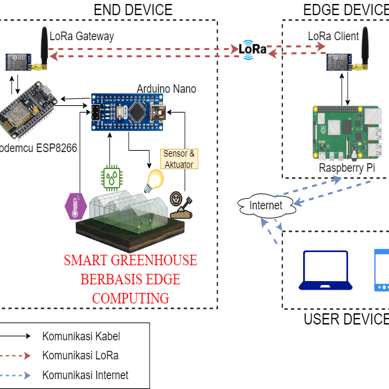 END DEVICE
EDGE DEVICE
LoRa Gateway
LoRa Client
LoRa
Arduino Nano
odemcu ESP8266
Sensor &
Aktuator
Raspberry Pi
Internet
SMART GREENHOUSE
BERBASIS EDGE
COMPUTING
USER DEVICE
Komunikasi Kabel
Komunikasi LoRa
Komunikasi Internet